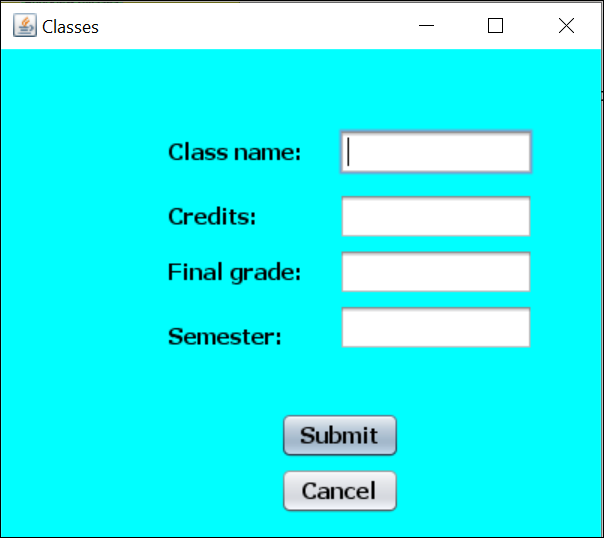 Classes
Class name:
Credits:
Final grade:
Semester:
Submit
Cancel